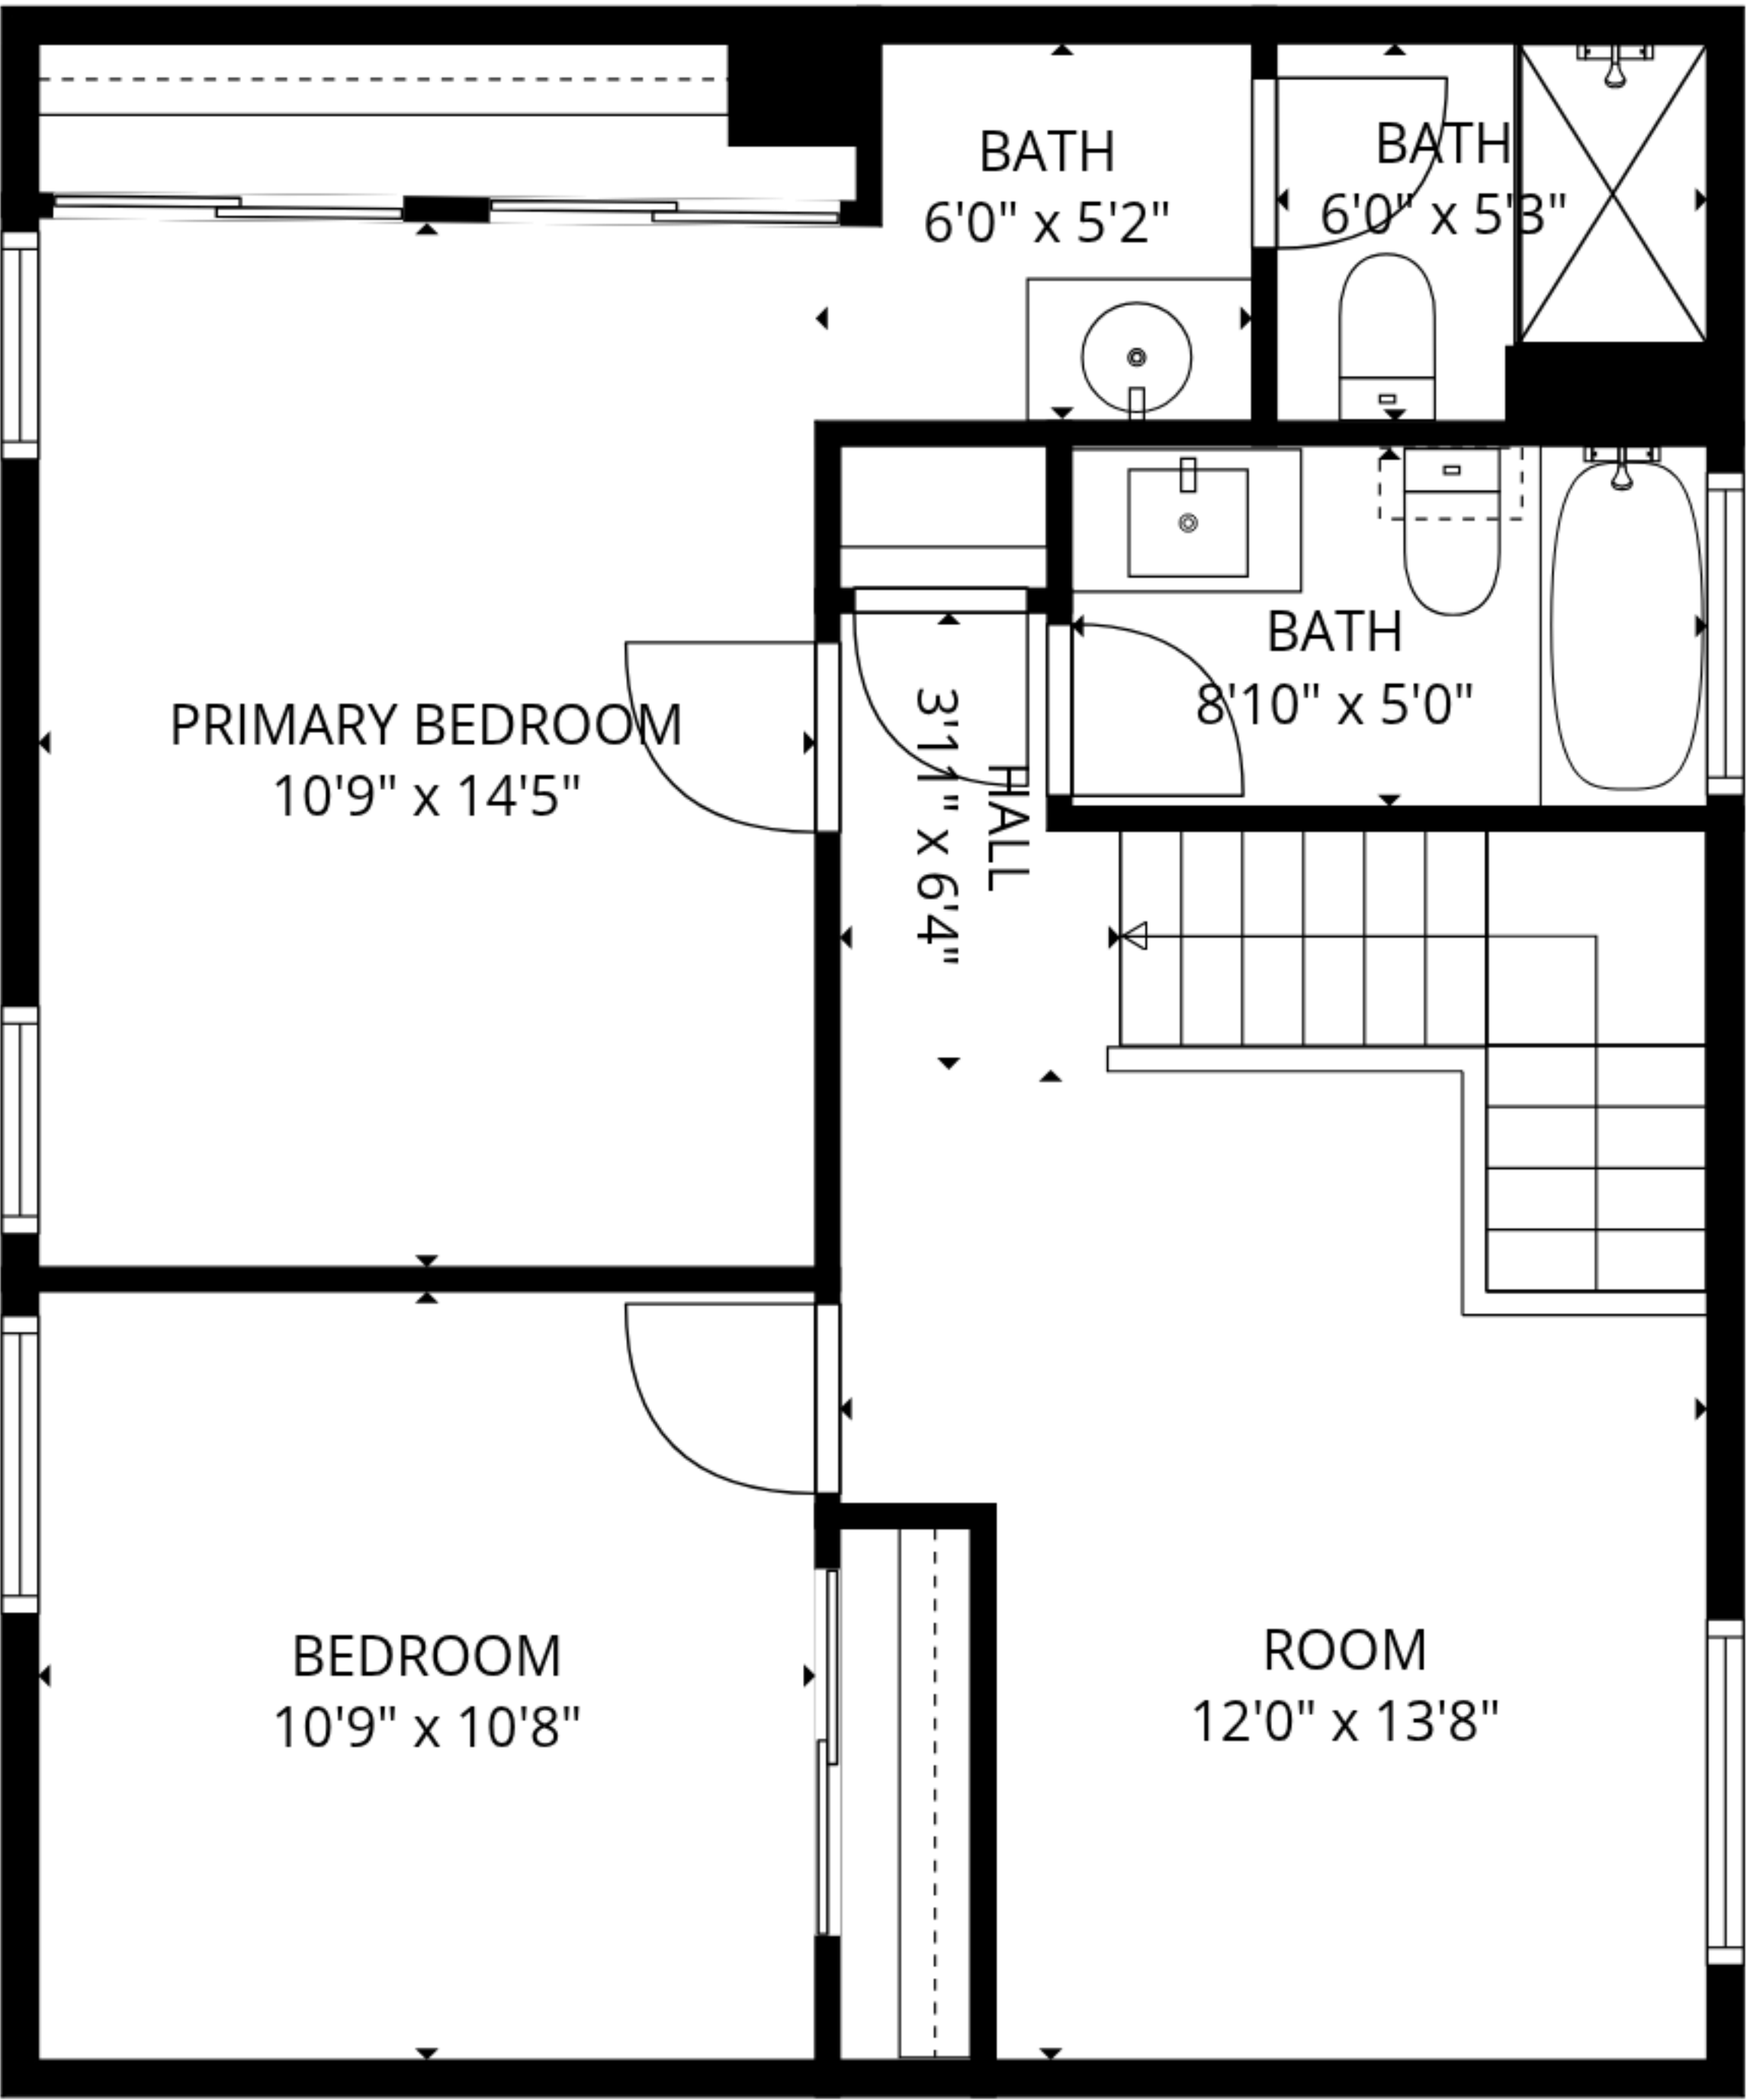 BATH
6'0" x 5'2"
BATH
6'0" x 5'3"
BATH
8'10" x 5'0"
PRIMARY BEDROOM
10'9" x 14'5"
HALL
3'11" x 6'4"
BEDROOM
10'9" x 10'8"
ROOM
12'0" x 13'8"